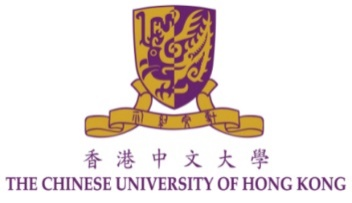 香港中文大學
THE CHINESE UNIVERSITY OF HONG KONG